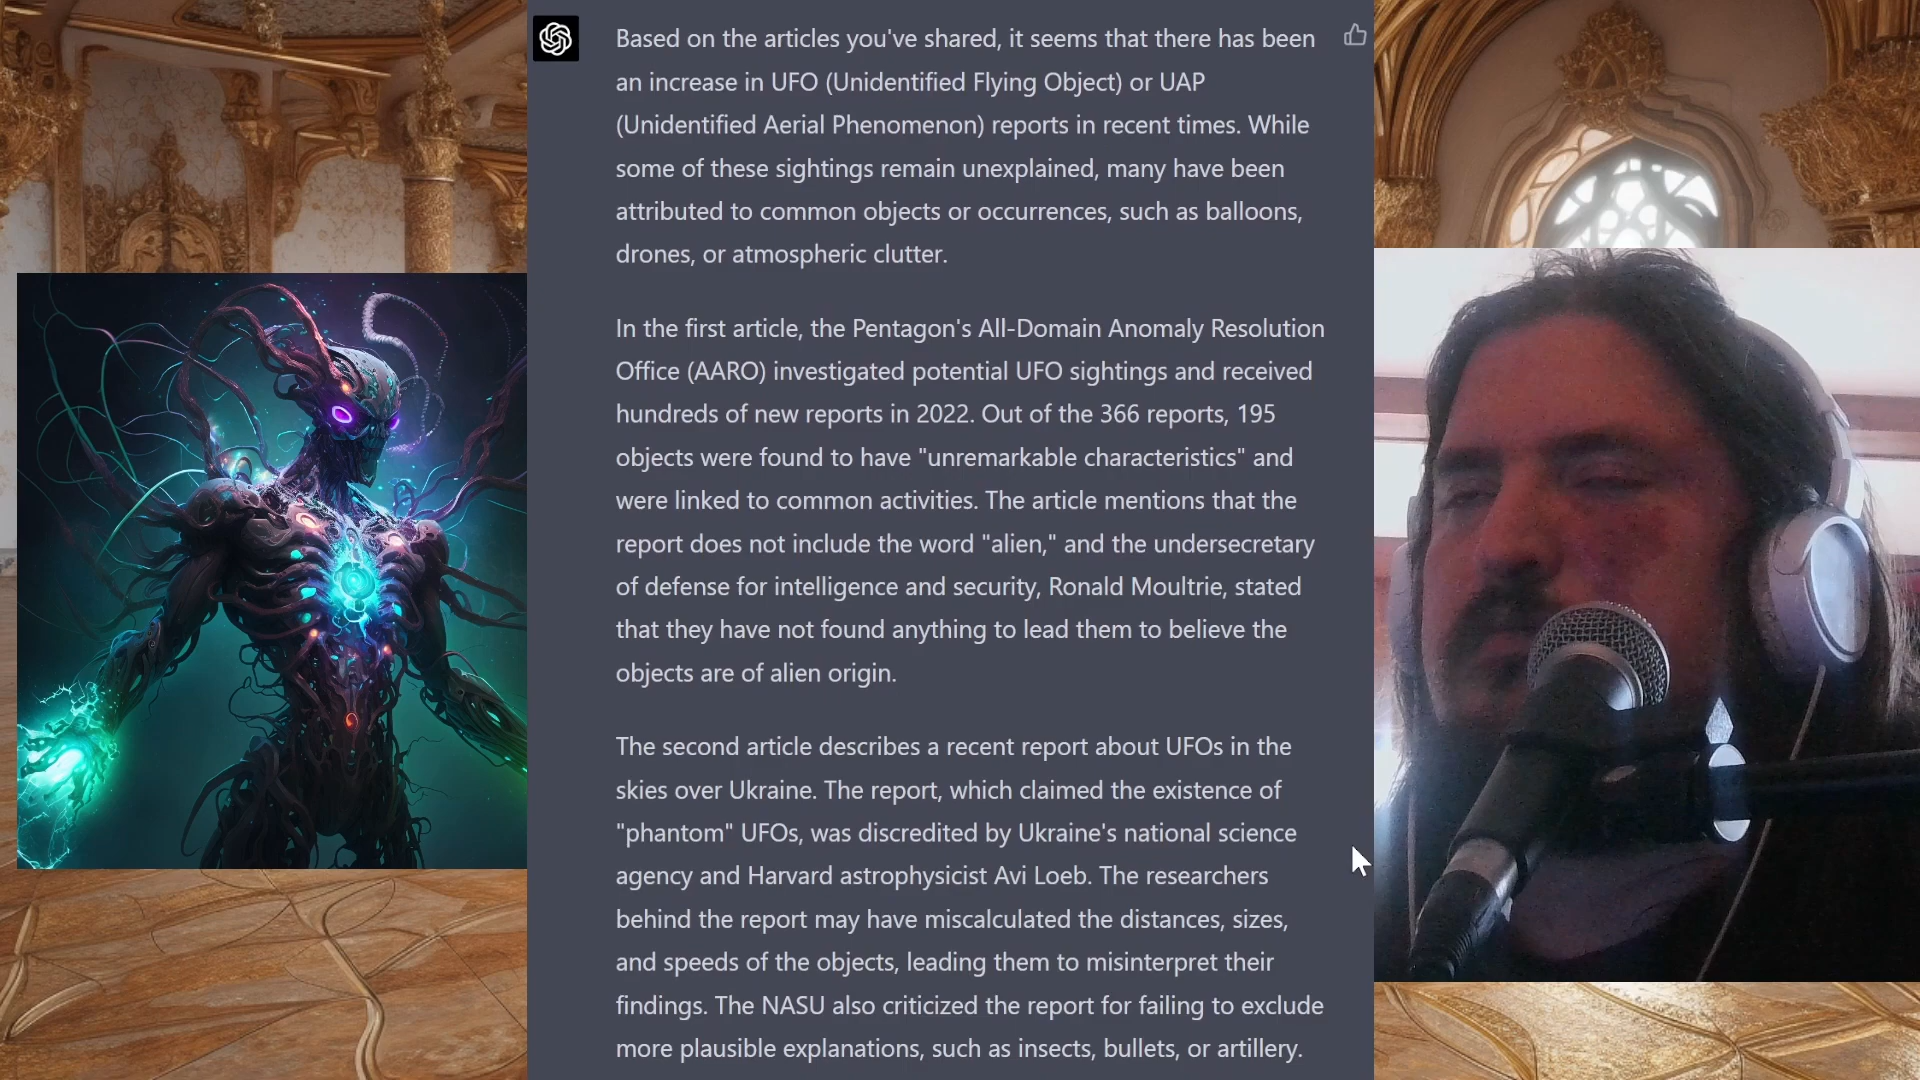 Based on the articles you've shared, it seems that there has been
an increase in UFO (Unidentified Flying Object) or UAP
(Unidentified Aerial Phenomenon) reports in recent times. While
some of these sightings remain unexplained, many have been
attributed to common objects or occurrences, such as balloons,
drones, or atmospheric clutter.
In the first article, the Pentagon's All-Domain Anomaly Resolution
Office (AARO) investigated potential UFO sightings and received
hundreds of new reports in 2022. Out of the 366 reports, 195
objects were found to have "unremarkable characteristics" and
were linked to common activities. The article mentions that the
report does not include the word "alien," and the undersecretary
of defense for intelligence and security, Ronald Moultrie, stated
that they have not found anything to lead them to believe the
objects are of alien origin.
The second article describes a recent report about UFOs in the
skies over Ukraine. The report, which claimed the existence of
"phantom" UFOs, was discredited by Ukraine's national science
agency and Harvard astrophysicist Avi Loeb. The researchers
behind the report may have miscalculated the distances, sizes,
and speeds of the objects, leading them to misinterpret their
findings. The NASU also criticized the report for failing to exclude
more plausible explanations, such as insects, bullets, or artillery.